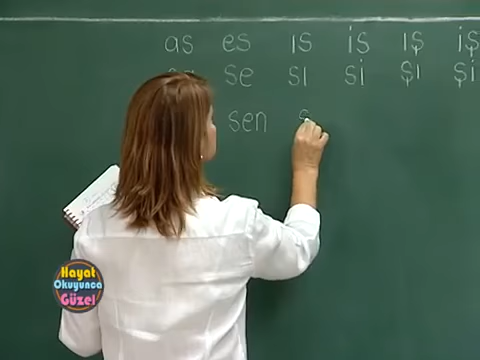 as es ıs is ış iş
se sı si şı şi
sen s
Hayat
Okuyunca
Güzel